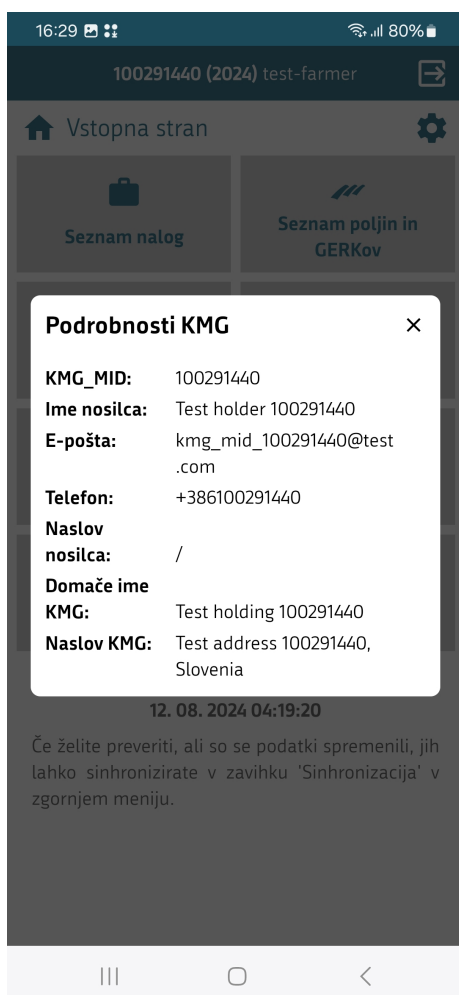 16:29 80%
100291440 (2024) test-farmer
Vstopna stran
Seznam nalog
Seznam poljin in
GERKov
Podrobnosti KMG
KMG_MID: 100291440
Ime nosilca: Test holder 100291440
E-pošta: kmg_mid_100291440@test
.com
Telefon: +386100291440
Naslov
nosilca: /
Domače ime
KMG: Test holding 100291440
Naslov KMG: Test address 100291440,
Slovenia
12. 08. 2024 04:19:20
Če želite preveriti, ali so se podatki spremenili, jih
lahko sinhronizirate v zavihku 'Sinhronizacija' v
zgornjem meniju.